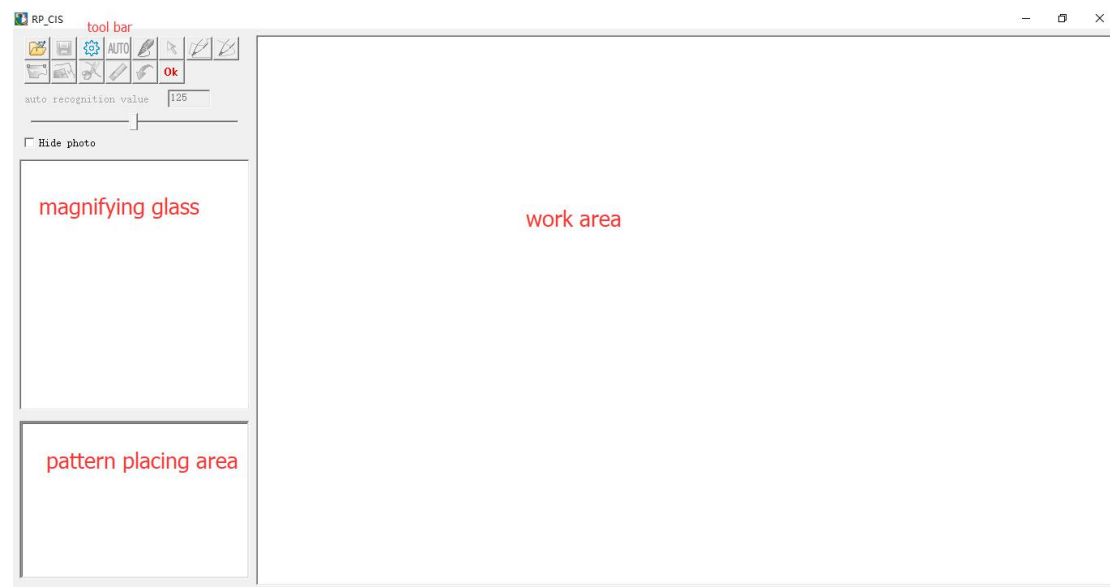 RP_CIS
tool bar
AUTO
Ok
auto recognition value 125
Hide photo
magnifying glass
work area
pattern placing area